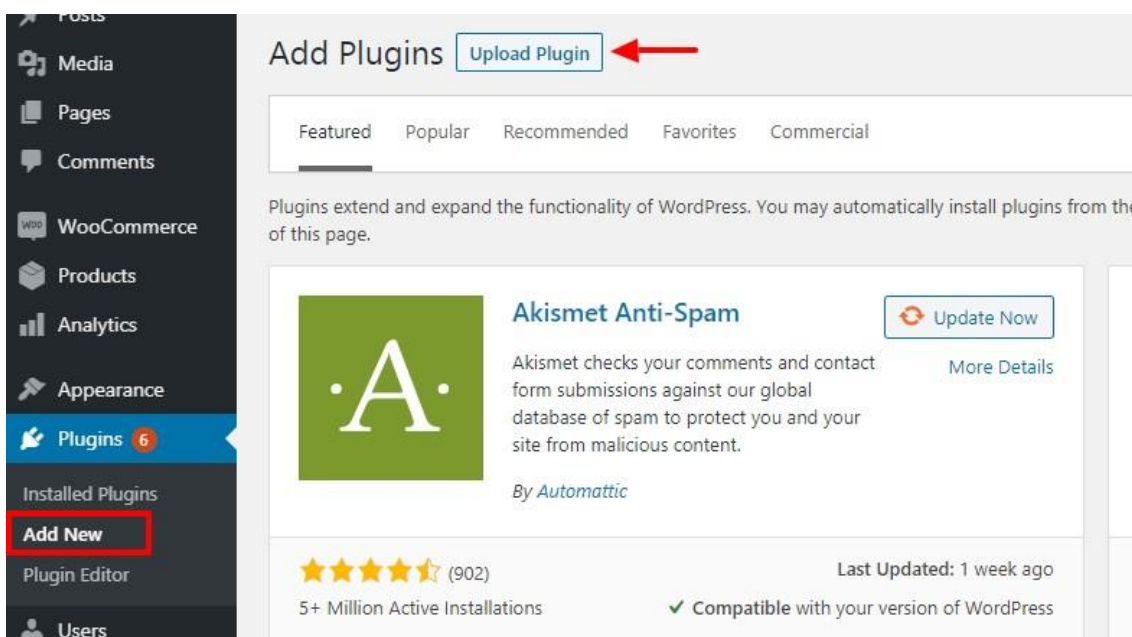 Posts
Media
Pages
Comments
WOO WooCommerce
Products
Analytics
Appearance
Plugins 6
Installed Plugins
Add New
Plugin Editor
Users
Add Plugins Upload Plugin
Featured Popular Recommended Favorites Commercial
Plugins extend and expand the functionality of WordPress. You may automatically install plugins from the
of this page.
·A·
Akismet Anti-Spam
Update Now
More Details
Akismet checks your comments and contact
form submissions against our global
database of spam to protect you and your
site from malicious content.
By Automattic
(902)
Last Updated: 1 week ago
5+ Million Active Installations
Compatible with your version of WordPress